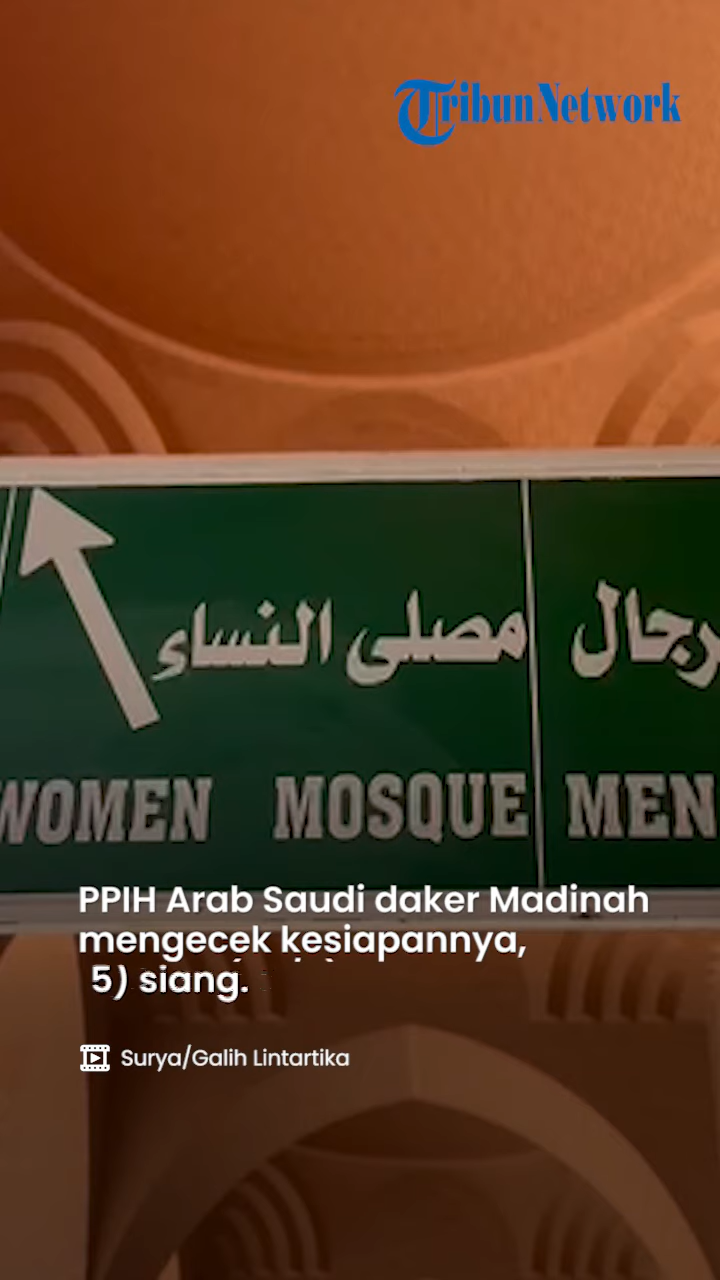 TribunNetwork
مصلى النساء
رجال
WOMEN MOSQUE
MEN
PPIH Arab Saudi daker Madinah
mengecek kesiapannya,
5) siang.
Surya/Galih Lintartika